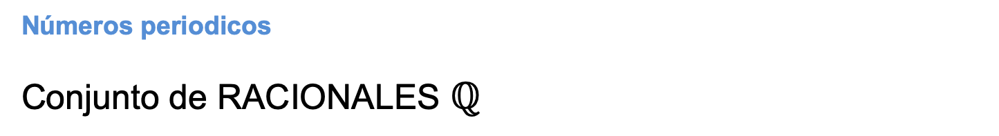 Números periodicos
Conjunto de RACIONALES ℚ